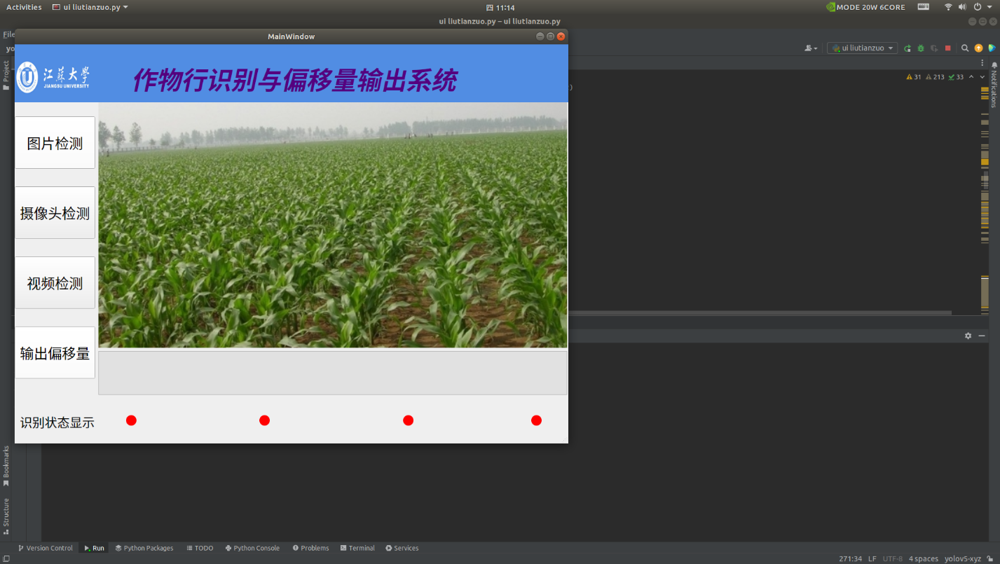 Activities
ui liutianzuo.py
四 11:14
MODE 20W 6CORE
ui liutianzuo.py – ui liutianzuo.py
File
MainWindow
yo
ui liutianzuo
Project
江苏大学
JIANGSU UNIVERSITY
作物行识别与偏移量输出系统
)
31
213
33
Notifications
图片检测
摄像头检测
视频检测
输出偏移量
识别状态显示
Bookmarks
Structure
Version Control
Run
Python Packages
TODO
Python Console
Problems
Terminal
Services
271:34
LF
UTF-8
4 spaces
yolov5-xyz